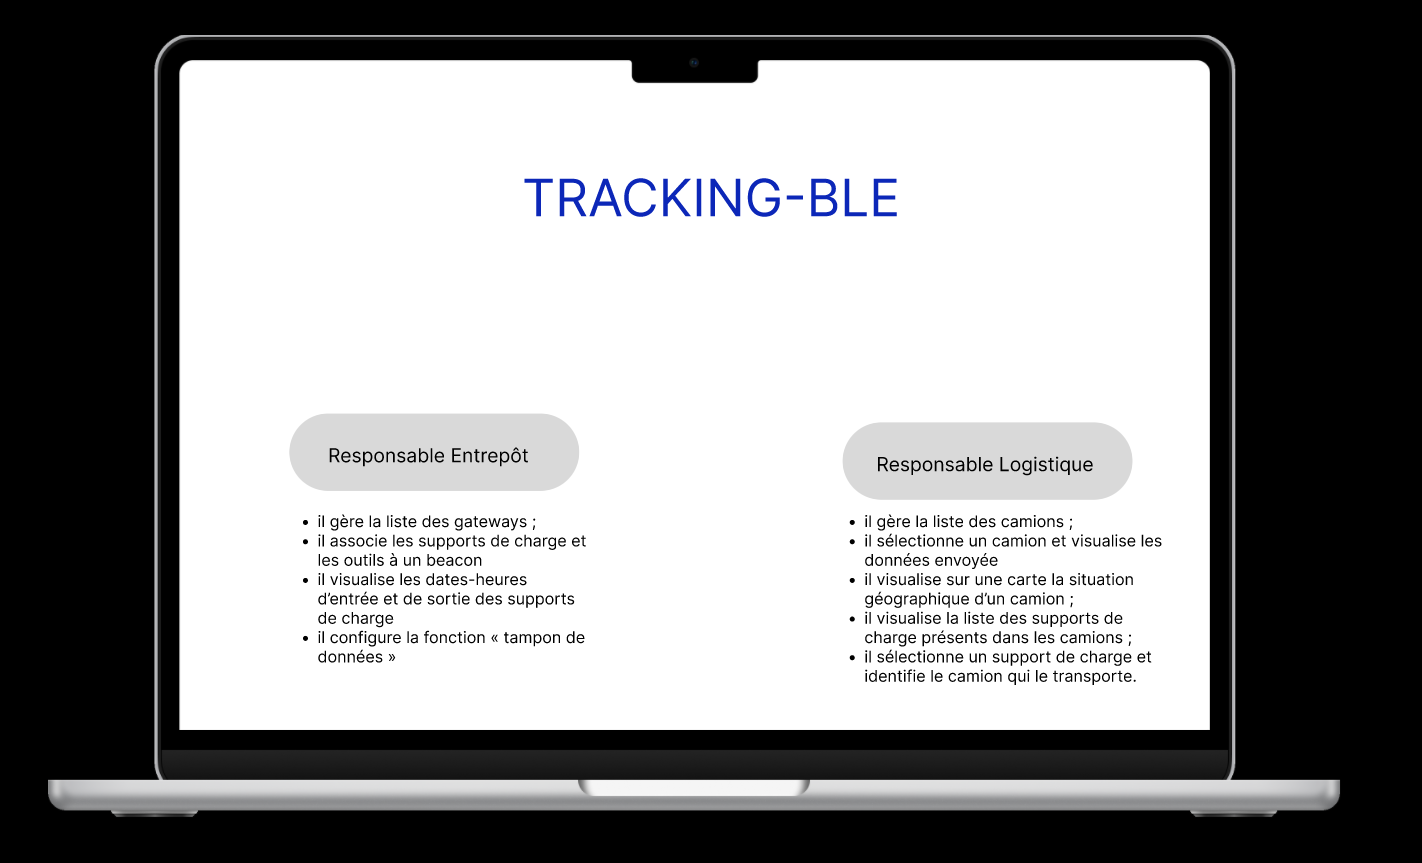 TRACKING-BLE
Responsable Entrepôt
• il gère la liste des gateways ;
• il associe les supports de charge et
les outils à un beacon
• il visualise les dates-heures
d’entrée et de sortie des supports
de charge
• il configure la fonction « tampon de
données »
Responsable Logistique
• il gère la liste des camions ;
• il sélectionne un camion et visualise les
données envoyée
• il visualise sur une carte la situation
géographique d’un camion ;
• il visualise la liste des supports de
charge présents dans les camions ;
• il sélectionne un support de charge et
identifie le camion qui le transporte.